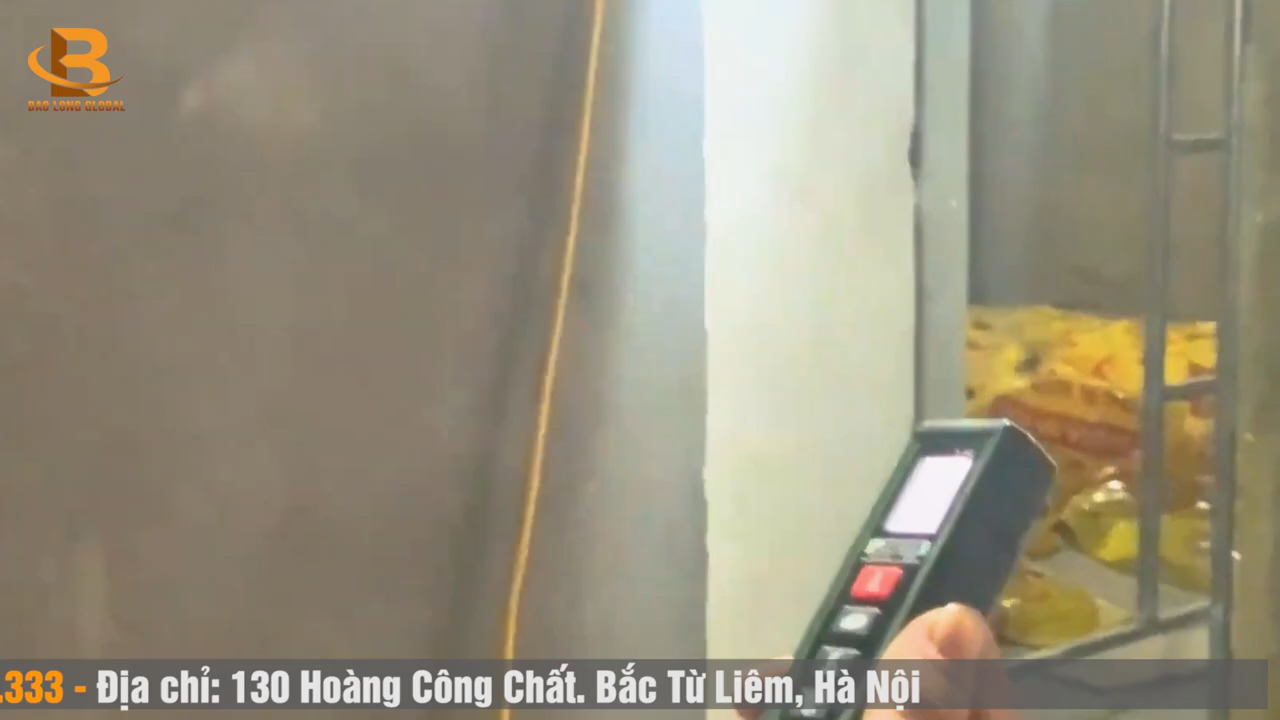 B
BAO LONG GLOBAL
.333 - Địa chỉ: 130 Hoàng Công Chất. Bắc Từ Liêm, Hà Nội